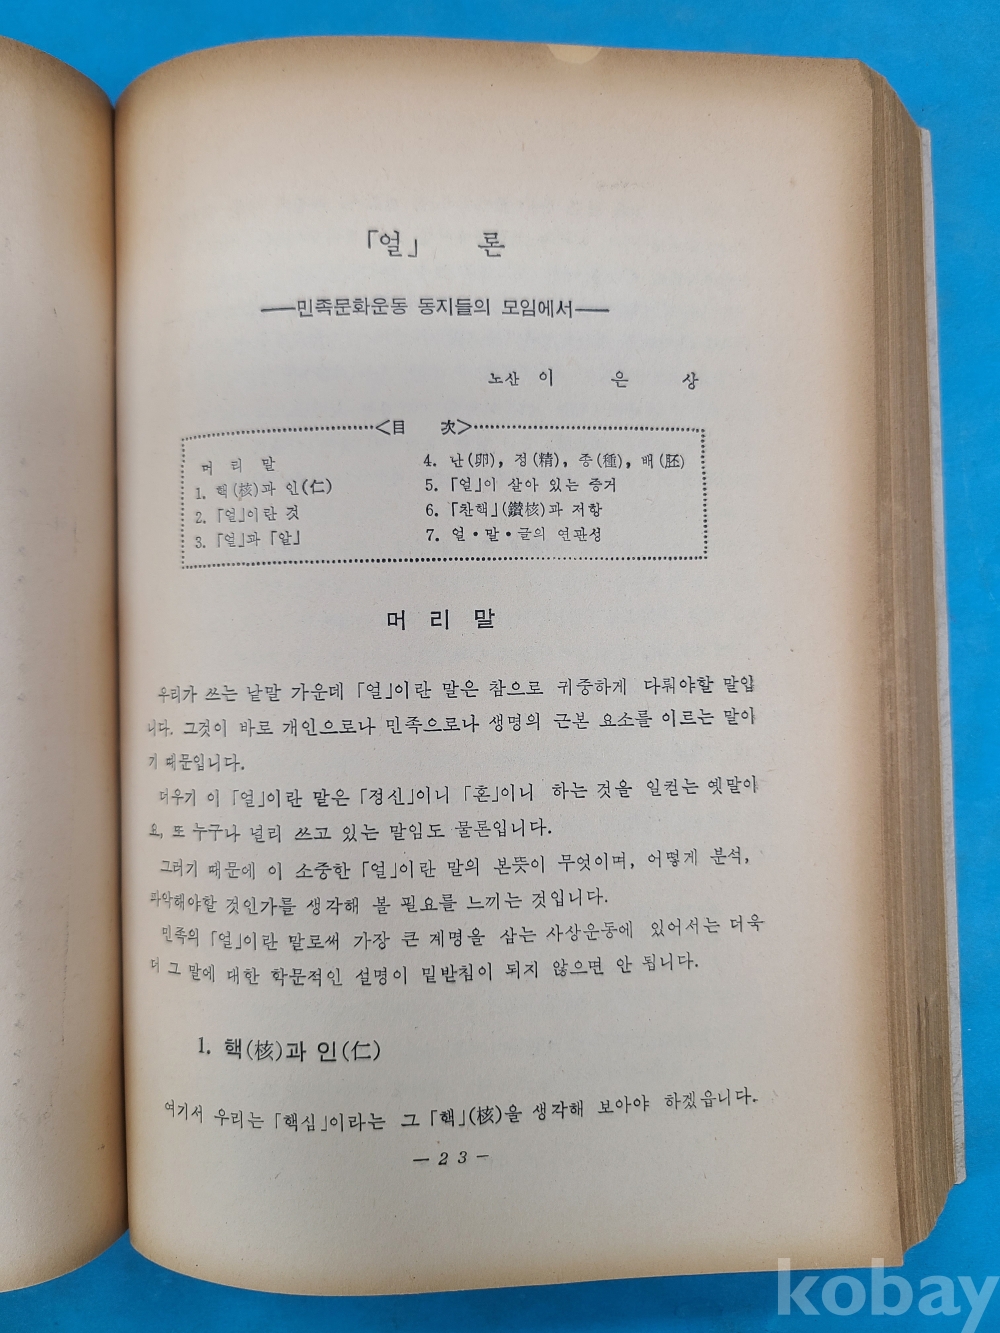 「얼」 론
──민족문화운동 동지들의 모임에서──
노산 이 은 상
<目 次>
머 리 말
1. 핵(核)과 인(仁)
2. 「얼」이란 것
3. 「얼」과 「알」
4. 난(卵), 정(精), 종(種), 배(胚)
5. 「얼」이 살아 있는 증거
6. 「찬핵」(鑽核)과 저항
7. 얼·말·글의 연관성
머 리 말
우리가 쓰는 낱말 가운데 「얼」이란 말은 참으로 귀중하게 다뤄야할 말입
니다. 그것이 바로 개인으로나 민족으로나 생명의 근본 요소를 이르는 말이
기 때문입니다.
더우기 이 「얼」이란 말은 「정신」이니 「혼」이니 하는 것을 일컫는 옛말이
요, 또 누구나 널리 쓰고 있는 말임도 물론입니다.
그러기 때문에 이 소중한 「얼」이란 말의 본뜻이 무엇이며, 어떻게 분석,
파악해야할 것인가를 생각해 볼 필요를 느끼는 것입니다.
민족의 「얼」이란 말로써 가장 큰 계명을 삼는 사상운동에 있어서는 더욱
더 그 말에 대한 학문적인 설명이 밑받침이 되지 않으면 안 됩니다.
1. 핵(核)과 인(仁)
여기서 우리는 「핵심」이라는 그 「핵」(核)을 생각해 보아야 하겠읍니다.
— 23 —
kobay